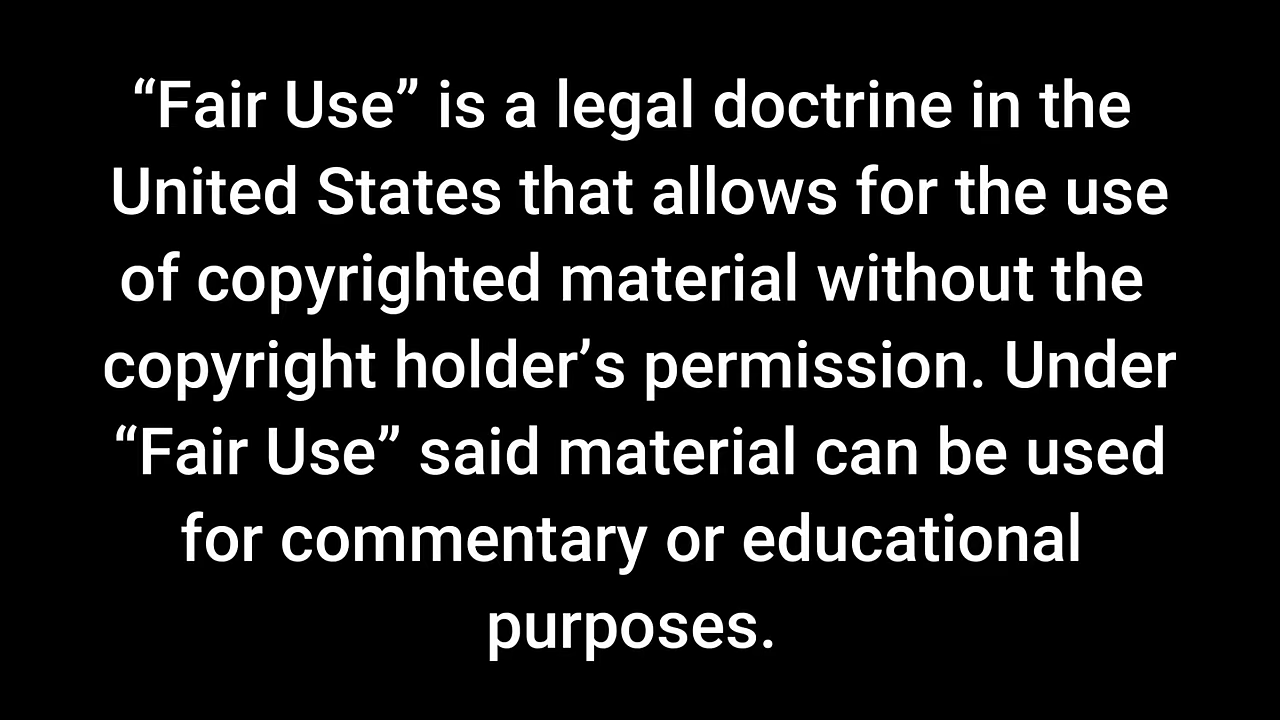 “Fair Use” is a legal doctrine in the
United States that allows for the use
of copyrighted material without the
copyright holder’s permission. Under
“Fair Use” said material can be used
for commentary or educational
purposes.